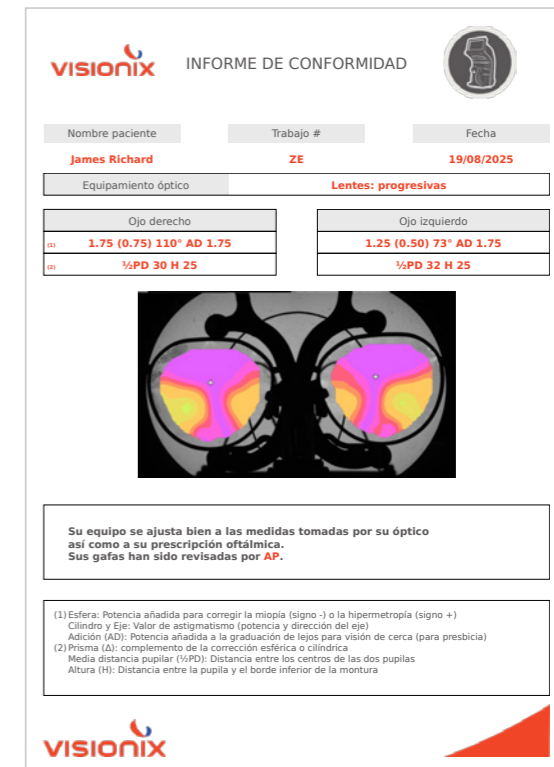 VISIONIX
INFORME DE CONFORMIDAD
Nombre paciente Trabajo # Fecha
James Richard ZE 19/08/2025
Equipamiento óptico Lentes: progresivas
Ojo derecho Ojo izquierdo
(1) 1.75 (0.75) 110° AD 1.75 1.25 (0.50) 73° AD 1.75
(2) ½PD 30 H 25 ½PD 32 H 25
Su equipo se ajusta bien a las medidas tomadas por su óptico
así como a su prescripción oftálmica.
Sus gafas han sido revisadas por AP.
(1) Esfera: Potencia añadida para corregir la miopía (signo -) o la hipermetropía (signo +)
Cilindro y Eje: Valor de astigmatismo (potencia y dirección del eje)
Adición (AD): Potencia añadida a la graduación de lejos para visión de cerca (para presbicia)
(2) Prisma (Δ): complemento de la corrección esférica o cilíndrica
Media distancia pupilar (½PD): Distancia entre los centros de las dos pupilas
Altura (H): Distancia entre la pupila y el borde inferior de la montura
VISIONIX